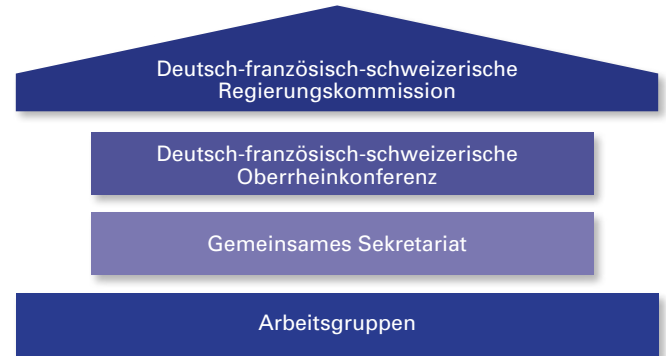 Deutsch-französisch-schweizerische
Regierungskommission
Deutsch-französisch-schweizerische
Oberrheinkonferenz
Gemeinsames Sekretariat
Arbeitsgruppen